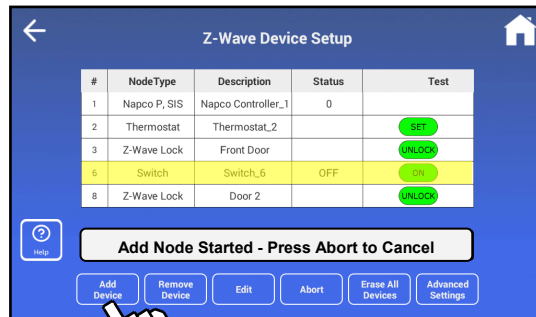 Z-Wave Device Setup
# NodeType Description Status Test
1 Napco P, SIS Napco Controller_1 0
2 Thermostat Thermostat_2 SET
3 Z-Wave Lock Front Door UNLOCK
6 Switch Switch_6 OFF ON
8 Z-Wave Lock Door 2 UNLOCK
Help
Add Node Started - Press Abort to Cancel
Add Device
Remove Device
Edit
Abort
Erase All Devices
Advanced Settings